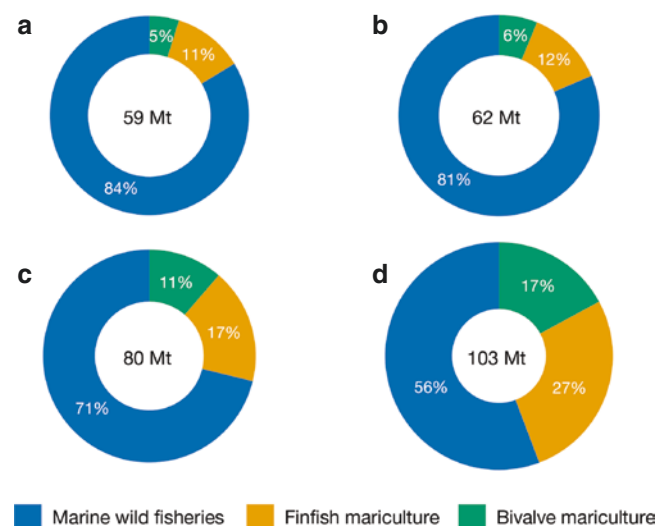 a
5%
11%
59 Mt
84%
b
6%
12%
62 Mt
81%
c
11%
17%
80 Mt
71%
d
17%
103 Mt
56%
27%
Marine wild fisheries Finfish mariculture Bivalve mariculture